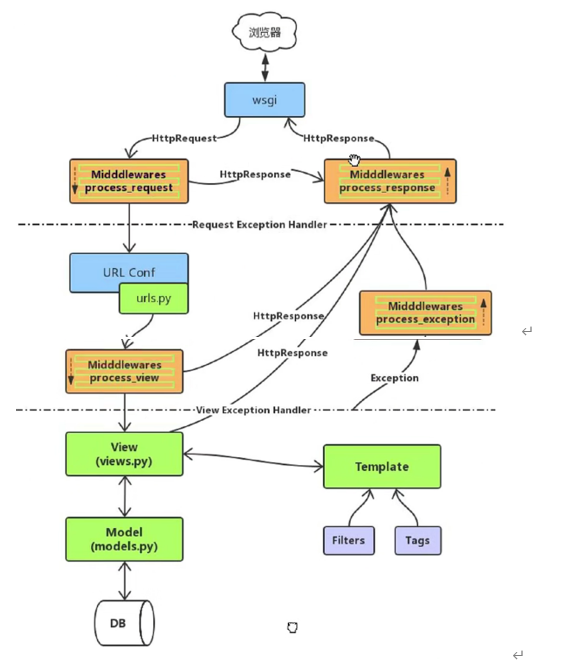 浏览器
wsgi
HttpRequest
HttpResponse
Midddlewares
process_request
HttpResponse
Midddlewares
process_response
Request Exception Handler
URL Conf
urls.py
HttpResponse
Midddlewares
process_exception
HttpResponse
Midddlewares
process_view
Exception
View Exception Handler
View
(views.py)
Template
Model
(models.py)
Filters
Tags
DB